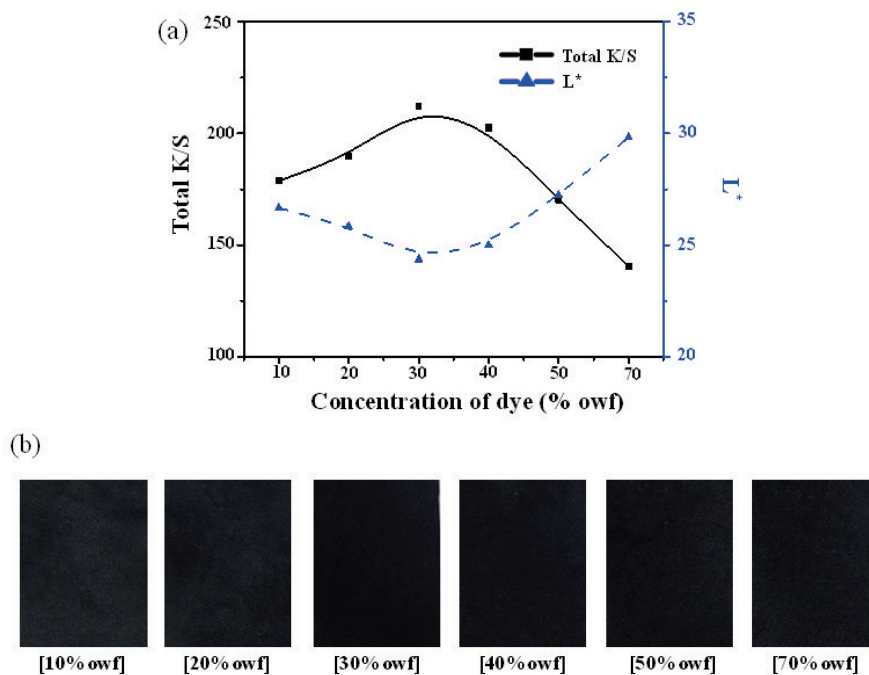 (a)
250
200
150
100
Total K/S
35
30
25
20
L*
Total K/S
L*
10 20 30 40 50 70
Concentration of dye (% owf)
(b)
[10% owf] [20% owf] [30% owf] [40% owf] [50% owf] [70% owf]